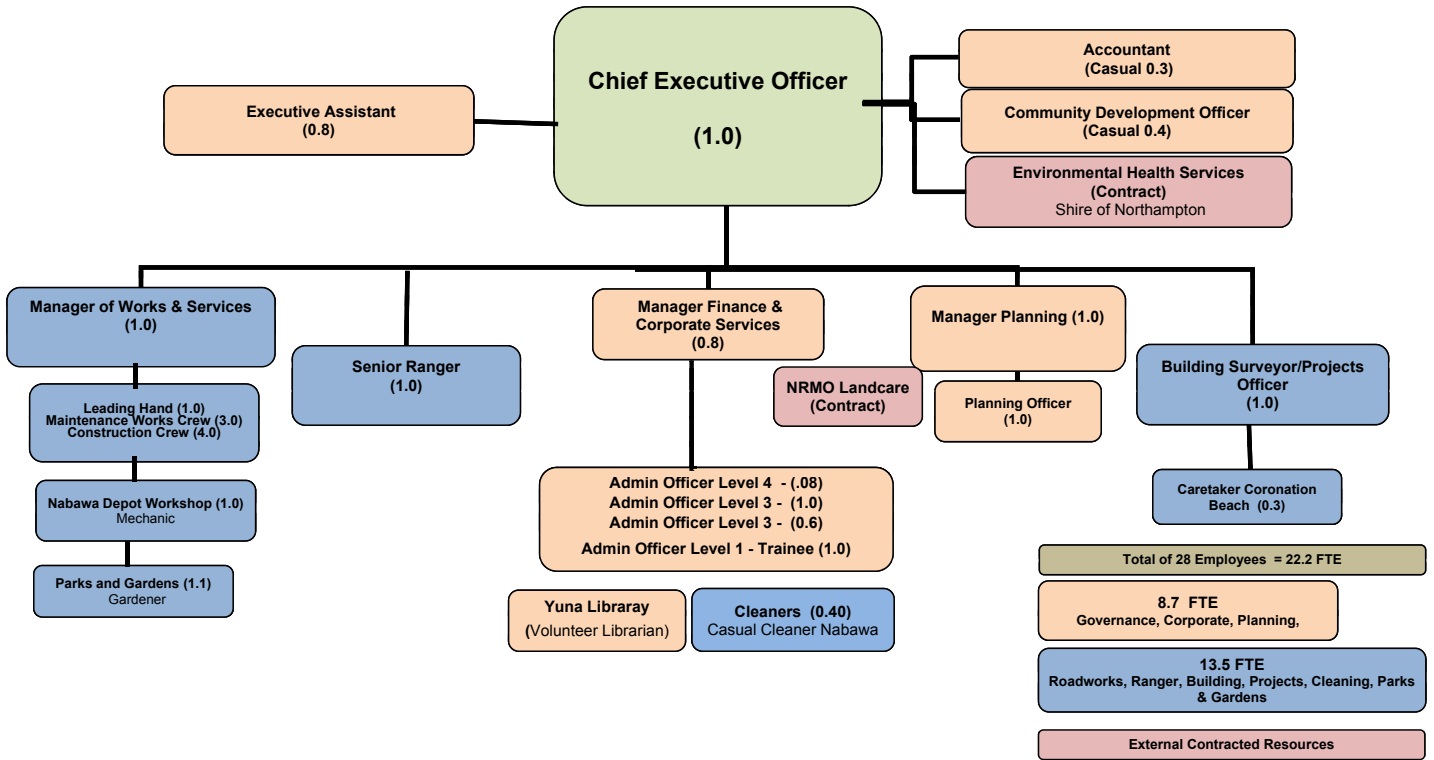 Chief Executive Officer
(1.0)
Executive Assistant
(0.8)
Accountant
(Casual 0.3)
Community Development Officer
(Casual 0.4)
Environmental Health Services
(Contract)
Shire of Northampton
Manager of Works & Services
(1.0)
Leading Hand (1.0)
Maintenance Works Crew (3.0)
Construction Crew (4.0)
Nabawa Depot Workshop (1.0)
Mechanic
Parks and Gardens (1.1)
Gardener
Senior Ranger
(1.0)
Manager Finance &
Corporate Services
(0.8)
Admin Officer Level 4 - (.08)
Admin Officer Level 3 - (1.0)
Admin Officer Level 3 - (0.6)
Admin Officer Level 1 - Trainee (1.0)
Yuna Libraray
(Volunteer Librarian)
Cleaners (0.40)
Casual Cleaner Nabawa
NRMO Landcare
(Contract)
Manager Planning (1.0)
Planning Officer
(1.0)
Building Surveyor/Projects
Officer
(1.0)
Caretaker Coronation
Beach (0.3)
Total of 28 Employees = 22.2 FTE
8.7 FTE
Governance, Corporate, Planning,
13.5 FTE
Roadworks, Ranger, Building, Projects, Cleaning, Parks
& Gardens
External Contracted Resources